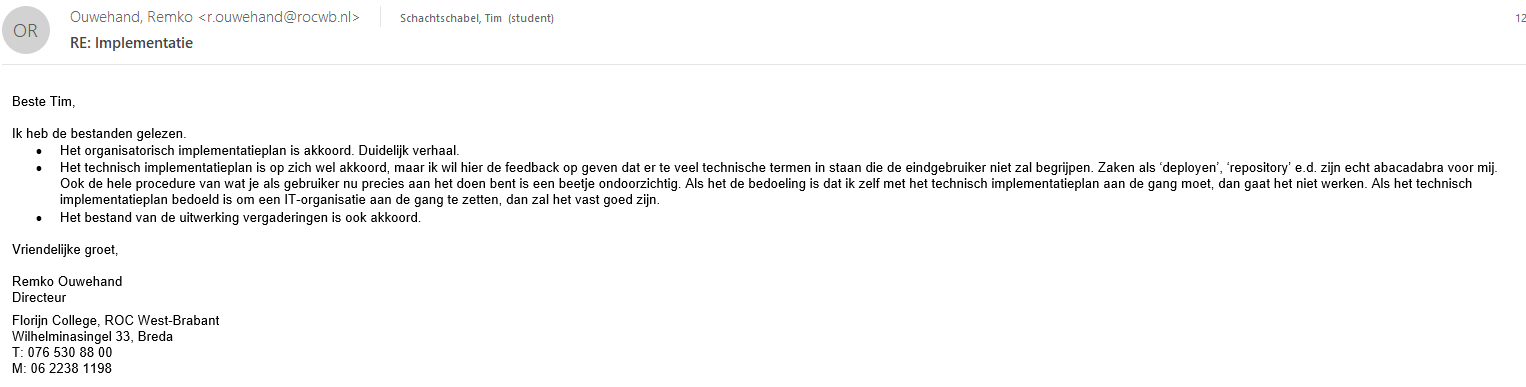 OR
Ouwehand, Remko <r.ouwehand@rocwb.nl>
Schachtschabel, Tim (student)
12
RE: Implementatie
Beste Tim,
Ik heb de bestanden gelezen.
• Het organisatorisch implementatieplan is akkoord. Duidelijk verhaal.
• Het technisch implementatieplan is op zich wel akkoord, maar ik wil hier de feedback op geven dat er te veel technische termen in staan die de eindgebruiker niet zal begrijpen. Zaken als ‘deployen’, ‘repository’ e.d. zijn echt abacadabra voor mij.
Ook de hele procedure van wat je als gebruiker nu precies aan het doen bent is een beetje ondoorzichtig. Als het de bedoeling is dat ik zelf met het technisch implementatieplan aan de gang moet, dan gaat het niet werken. Als het technisch
implementatieplan bedoeld is om een IT-organisatie aan de gang te zetten, dan zal het vast goed zijn.
• Het bestand van de uitwerking vergaderingen is ook akkoord.
Vriendelijke groet,
Remko Ouwehand
Directeur
Florijn College, ROC West-Brabant
Wilhelminasingel 33, Breda
T: 076 530 88 00
M: 06 2238 1198